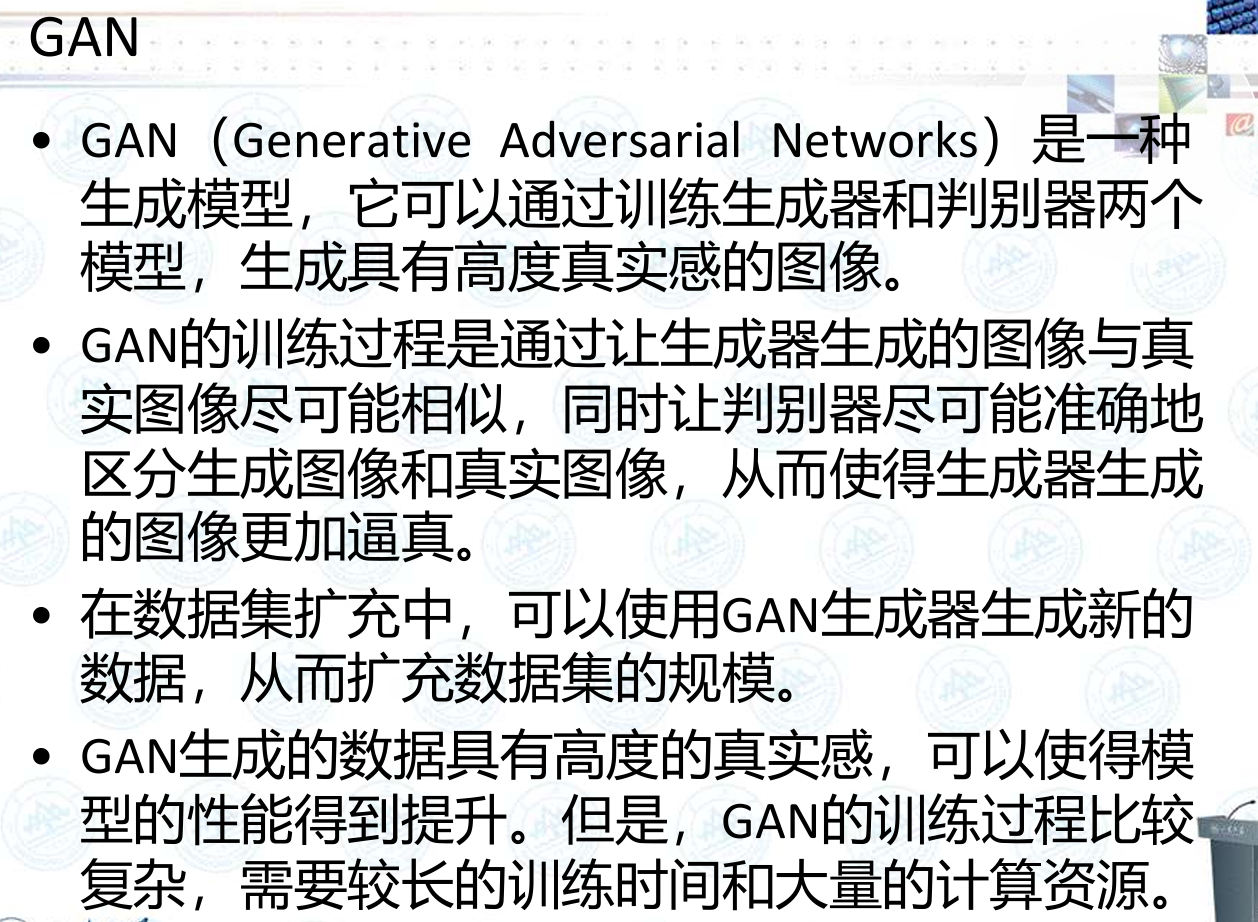 GAN
• GAN（Generative Adversarial Networks）是一种
生成模型，它可以通过训练生成器和判别器两个
模型，生成具有高度真实感的图像。
• GAN的训练过程是通过让生成器生成的图像与真
实图像尽可能相似，同时让判别器尽可能准确地
区分生成图像和真实图像，从而使得生成器生成
的图像更加逼真。
• 在数据集扩充中，可以使用GAN生成器生成新的
数据，从而扩充数据集的规模。
• GAN生成的数据具有高度的真实感，可以使得模
型的性能得到提升。但是，GAN的训练过程比较
复杂，需要较长的训练时间和大量的计算资源。